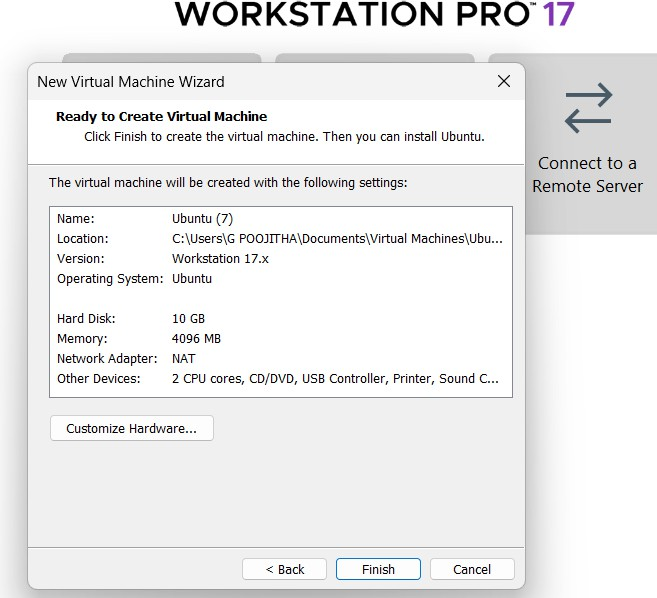 WORKSTATION PRO™ 17
New Virtual Machine Wizard
Ready to Create Virtual Machine
Click Finish to create the virtual machine. Then you can install Ubuntu.
The virtual machine will be created with the following settings:
Name: Ubuntu (7)
Location: C:\Users\G POOJITHA\Documents\Virtual Machines\Ubu...
Version: Workstation 17.x
Operating System: Ubuntu
Hard Disk: 10 GB
Memory: 4096 MB
Network Adapter: NAT
Other Devices: 2 CPU cores, CD/DVD, USB Controller, Printer, Sound C...
Customize Hardware...
< Back Finish Cancel
Connect to a
Remote Server